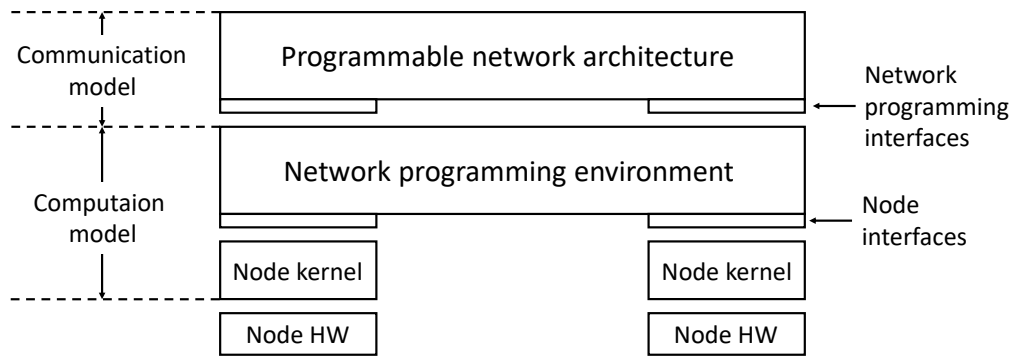 Communication
model
Programmable network architecture
Network
programming
interfaces
Network programming environment
Computaion
model
Node
interfaces
Node kernel
Node kernel
Node HW
Node HW